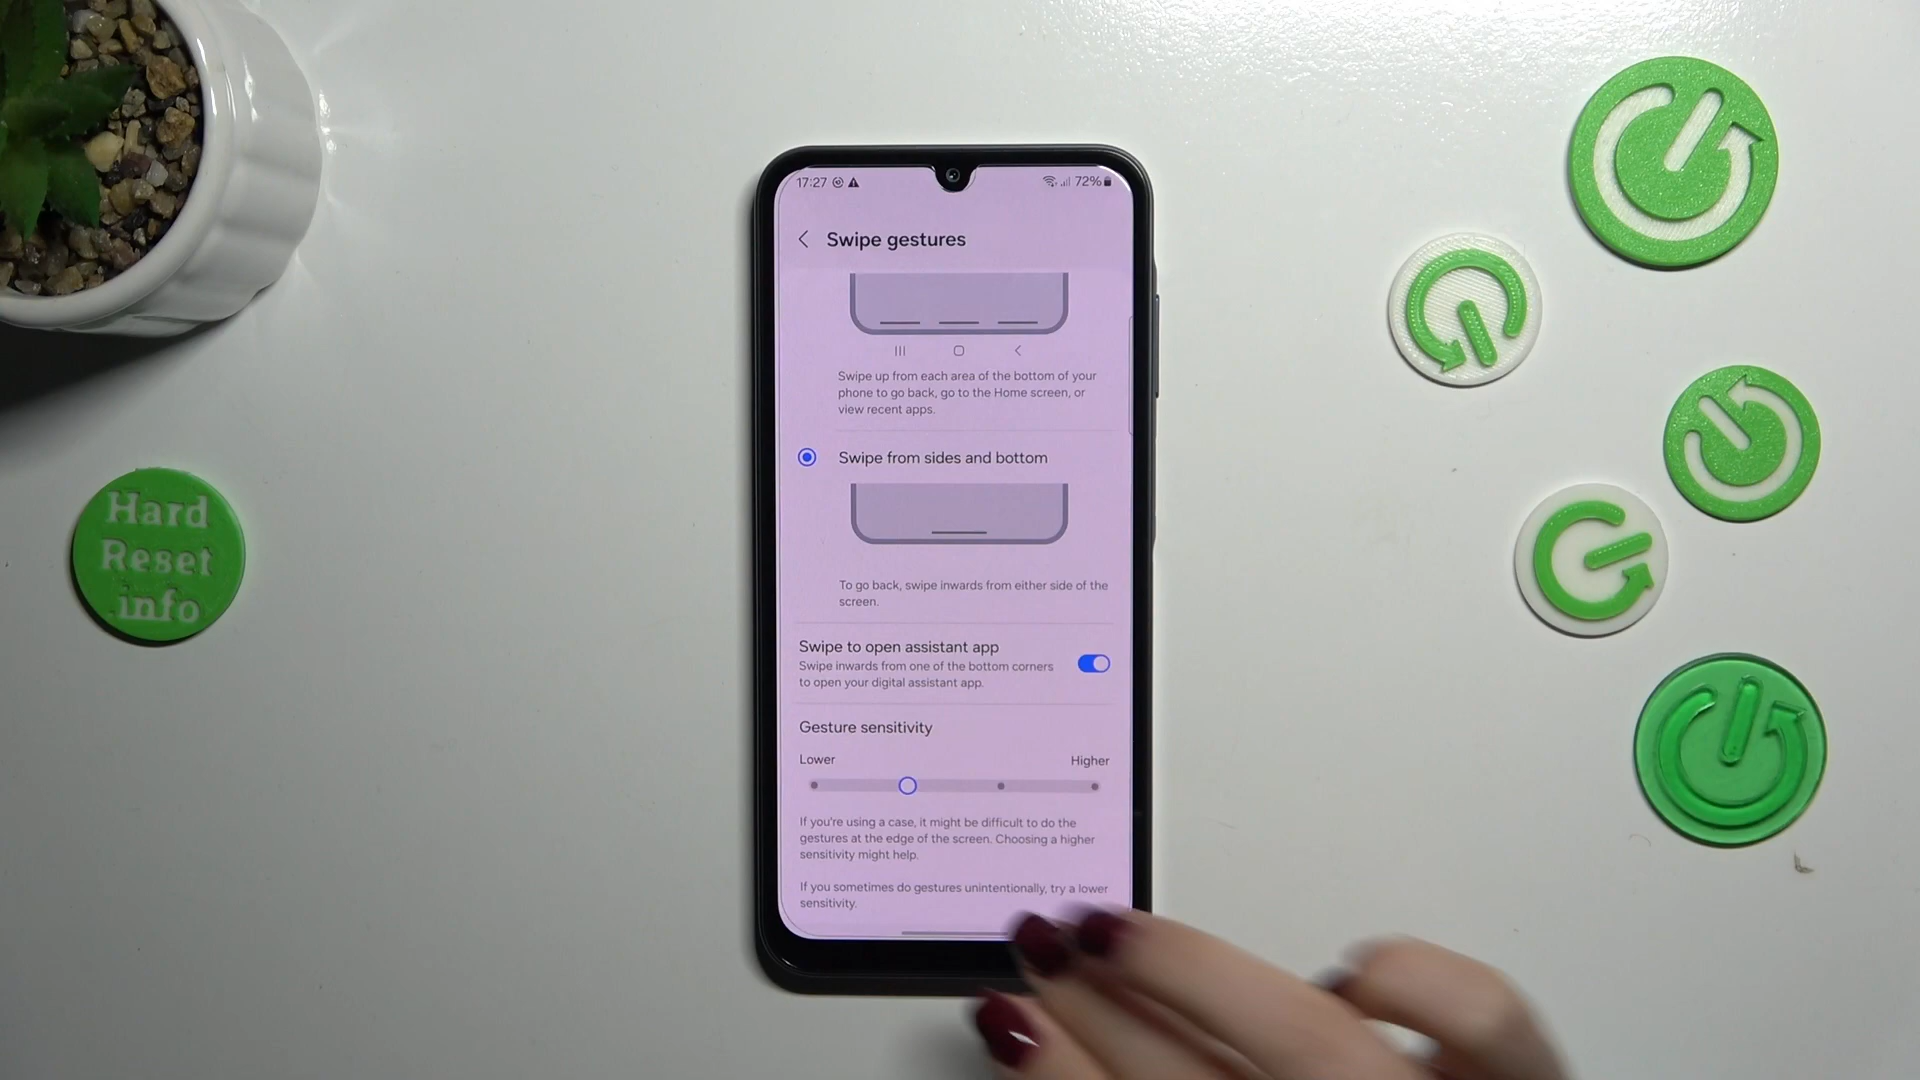 17:27
72%
Swipe gestures
Swipe up from each area of the bottom of your
phone to go back, go to the Home screen, or
view recent apps.
Swipe from sides and bottom
To go back, swipe inwards from either side of the
screen.
Swipe to open assistant app
Swipe inwards from one of the bottom corners
to open your digital assistant app.
Gesture sensitivity
Lower
Higher
If you're using a case, it might be difficult to do the
gestures at the edge of the screen. Choosing a higher
sensitivity might help.
If you sometimes do gestures unintentionally, try a lower
sensitivity.
Hard
Reset
info